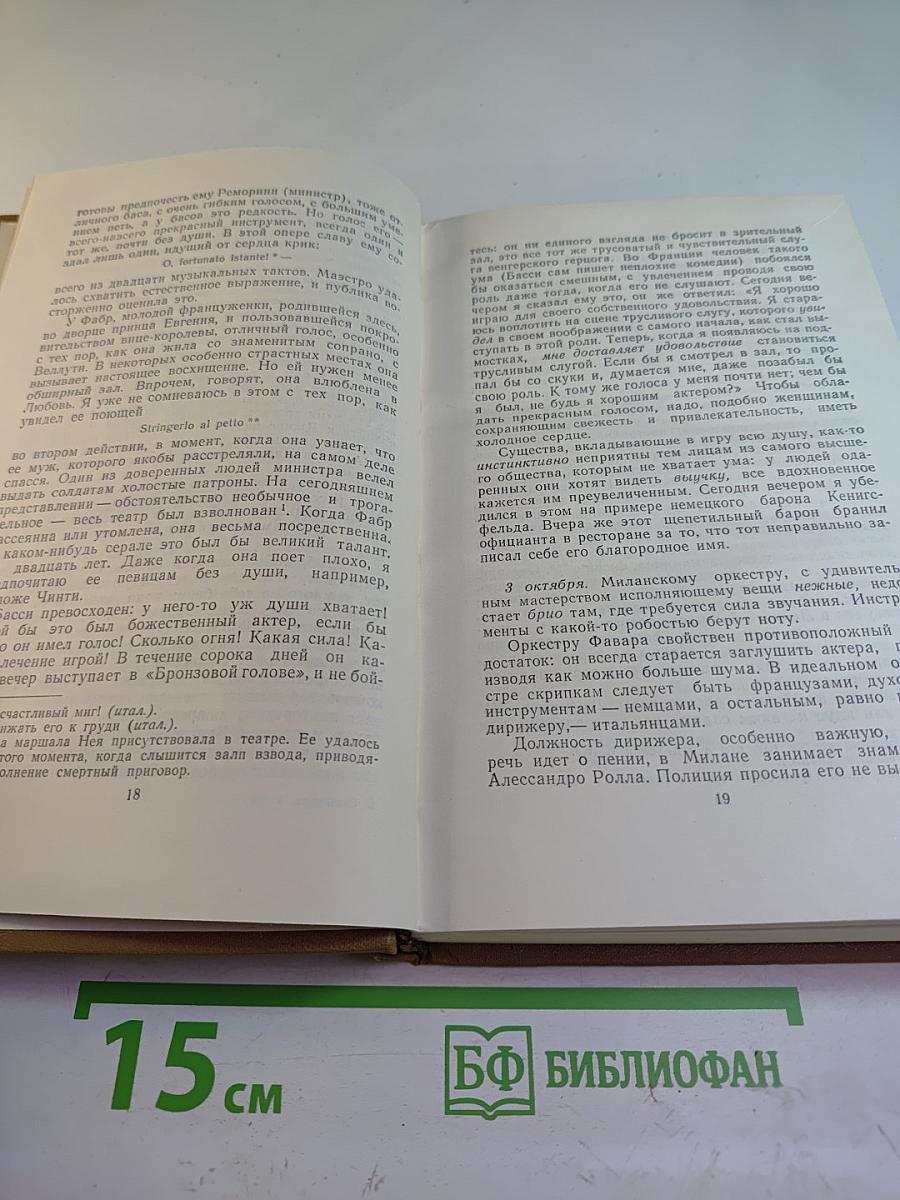 готовы предпочесть ему Реморини (министр), тоже от-
личного баса, с очень гибким голосом, с большим уме-
нием петь, а у басов это редкость. Но голос его —
всего-навсего прекрасный инструмент, всегда один и
тот же, почти без души. В этой опере славу ему со-
здал лишь один, идущий от сердца крик:
O, fortunato istante! * —
всего из двадцати музыкальных тактов. Маэстро уда-
лось схватить естественное выражение, и публика во-
сторженно оценила это.
У Фабр, молодой француженки, родившейся здесь,
во дворце принца Евгения, и пользовавшейся покро-
вительством вице-королевы, отличный голос, особенно
с тех пор, как она жила со знаменитым сопрано, с
Веллути. В некоторых особенно страстных местах она
вызывает настоящее восхищение. Но ей нужен менее
обширный зал. Впрочем, говорят, она влюблена в
Любовь. Я уже не сомневаюсь в этом с тех пор, как
увидел ее поющей
Stringerlo al petto **
во втором действии, в момент, когда она узнает, что
ее муж, которого якобы расстреляли, на самом деле
спасся. Один из доверенных людей министра велел
выдать солдатам холостые патроны. На сегодняшнем
представлении — обстоятельство необычное и трога-
ельное — весь театр был взволнован ¹. Когда Фабр
ассеянна или утомлена, она весьма посредственна.
каком-нибудь серале это был бы великий талант.
двадцать лет. Даже когда она поет плохо, я
едпочитаю ее певицам без души, например,
поже Чинти.
Басси превосходен: у него-то уж души хватает!
ой бы это был божественный актер, если бы
о он имел голос! Сколько огня! Какая сила! Ка-
влечение игрой! В течение сорока дней он ка-
вечер выступает в «Бронзовой голове», и не бой-
счастливый миг! (итал.).
ижать его к груди (итал.).
а маршала Нея присутствовала в театре. Ее удалось
того момента, когда слышится залп взвода, приводя-
олнение смертный приговор.
18
тесь: он ни единого взгляда не бросит в зрительный
зал, это все тот же трусоватый и чувствительный слу-
га венгерского герцога. Во Франции человек такого
ума (Басси сам пишет неплохие комедии) побоялся
бы оказаться смешным, с увлечением проводя свою
роль даже тогда, когда его не слушают. Сегодня ве-
чером я сказал ему это, он же ответил: «Я хорошо
играю для своего собственного удовольствия. Я стара-
юсь воплотить на сцене трусливого слугу, которого уви-
дел в своем воображении с самого начала, как стал вы-
ступать в этой роли. Теперь, когда я появляюсь на под-
мостках, мне доставляет удовольствие становиться
трусливым слугой. Если бы я смотрел в зал, то про-
пал бы со скуки и, думается мне, даже позабыл бы
свою роль. К тому же голоса у меня почти нет; чем бы
я был, не будь я хорошим актером?» Чтобы обла-
дать прекрасным голосом, надо, подобно женщинам,
сохраняющим свежесть и привлекательность, иметь
холодное сердце.
Существа, вкладывающие в игру всю душу, как-то
инстинктивно неприятны тем лицам из самого высше-
го общества, которым не хватает ума: у людей ода-
ренных они хотят видеть выучку, все вдохновенное
кажется им преувеличенным. Сегодня вечером я убе-
дился в этом на примере немецкого барона Кенигс-
фельда. Вчера же этот щепетильный барон бранил
официанта в ресторане за то, что тот неправильно за-
писал себе его благородное имя.
3 октября. Миланскому оркестру, с удивитель
ным мастерством исполняющему вещи нежные, недо
стает брио там, где требуется сила звучания. Инстр
менты с какой-то робостью берут ноту.
Оркестру Фавара свойствен противоположный
достаток: он всегда старается заглушить актера, п
изводя как можно больше шума. В идеальном о
стре скрипкам следует быть французами, духо
инструментам — немцами, а остальным, равно
дирижеру,— итальянцами.
Должность дирижера, особенно важную,
речь идет о пении, в Милане занимает знам
Алессандро Ролла. Полиция просила его не вы
19
15 см
БФ БИБЛИОФАН